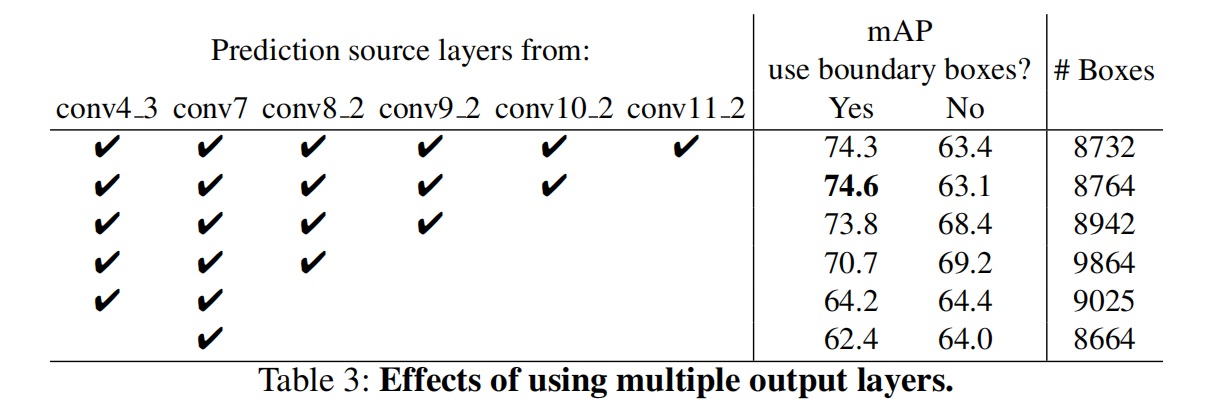 Prediction source layers from: mAP
use boundary boxes? # Boxes
conv4_3 conv7 conv8_2 conv9_2 conv10_2 conv11_2 Yes No
✔ ✔ ✔ ✔ ✔ ✔ 74.3 63.4 8732
✔ ✔ ✔ ✔ ✔ 74.6 63.1 8764
✔ ✔ ✔ ✔ 73.8 68.4 8942
✔ ✔ ✔ 70.7 69.2 9864
✔ ✔ 64.2 64.4 9025
✔ 62.4 64.0 8664
Table 3: Effects of using multiple output layers.